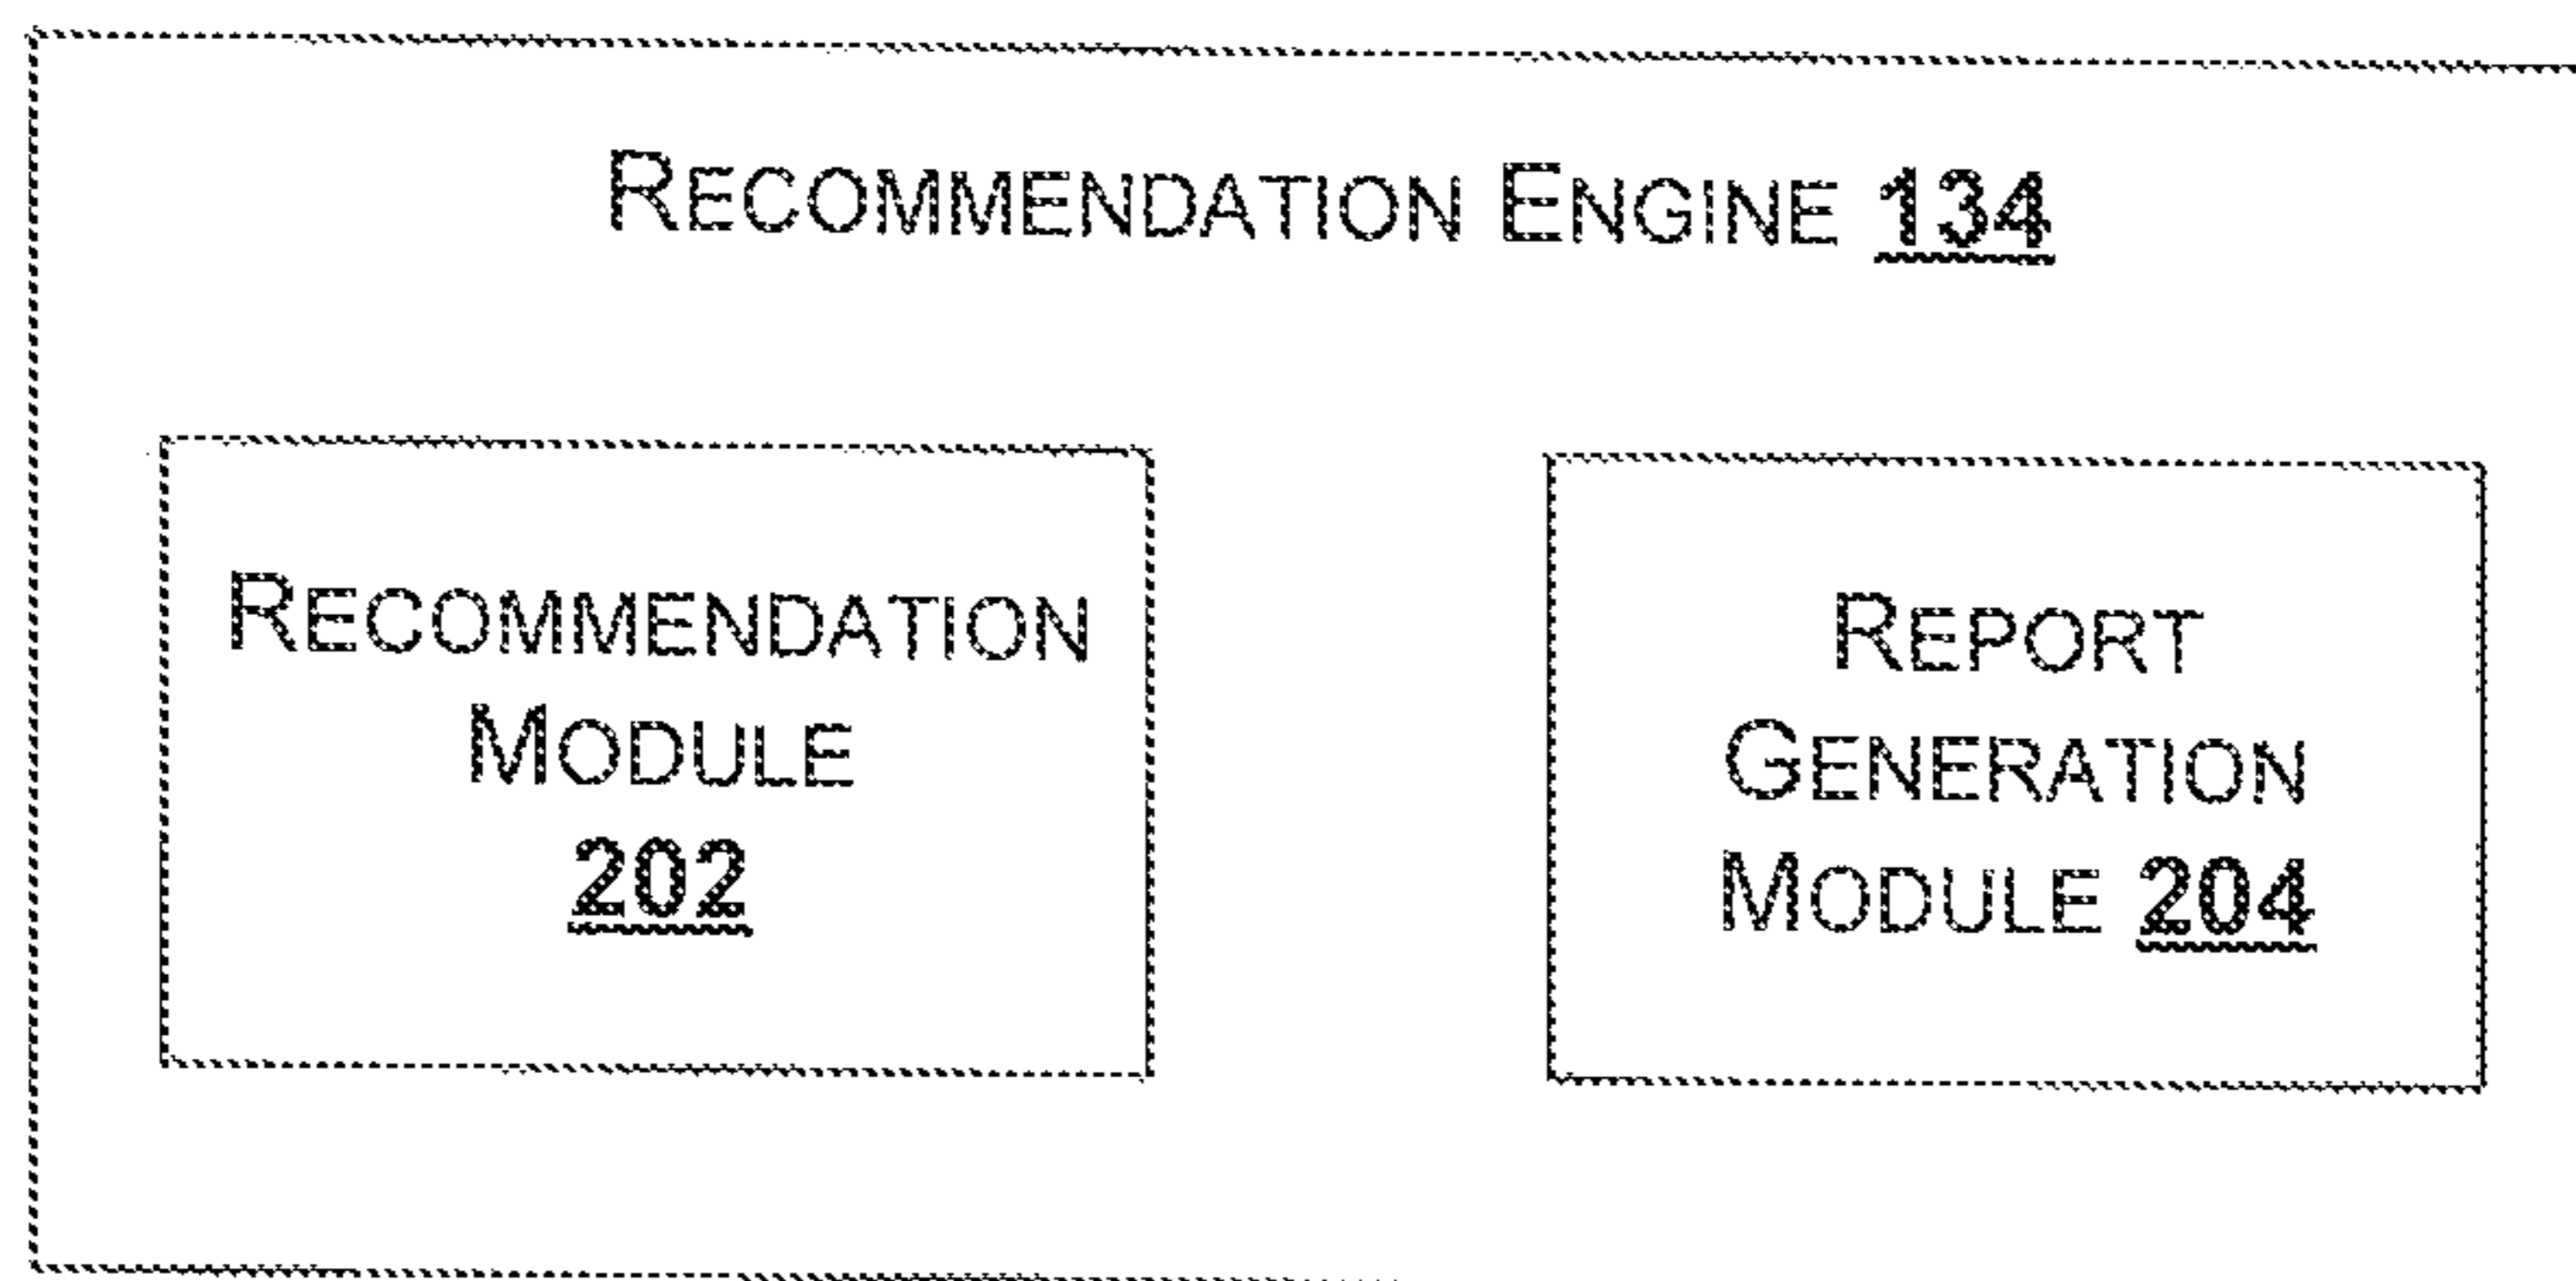 RECOMMENDATION ENGINE 134
RECOMMENDATION
MODULE
202
REPORT
GENERATION
MODULE 204